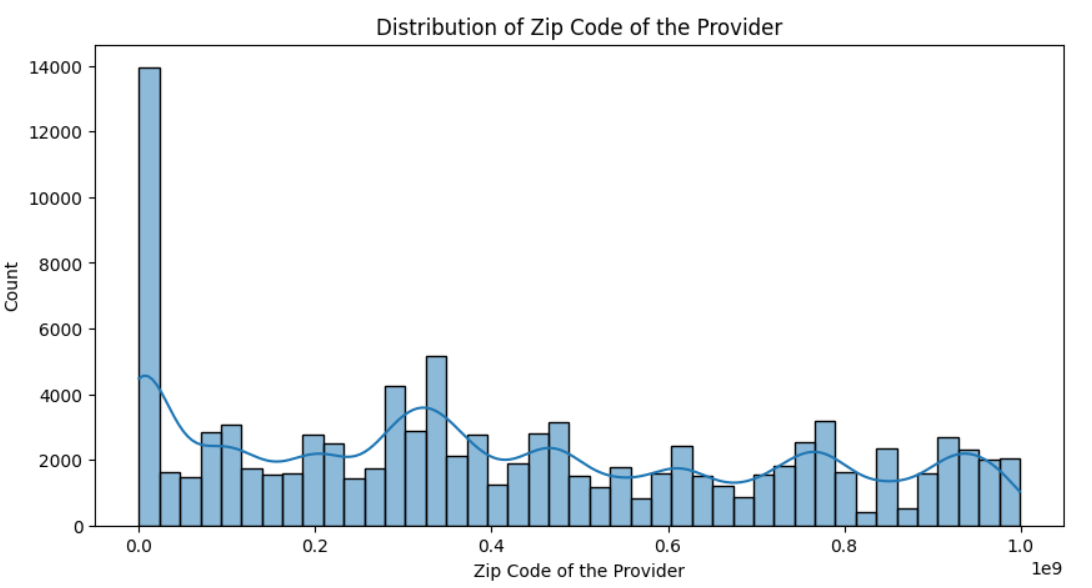 Distribution of Zip Code of the Provider
14000
12000
10000
8000
6000
4000
2000
0
Count
0.0 0.2 0.4 0.6 0.8 1.0
1e9
Zip Code of the Provider